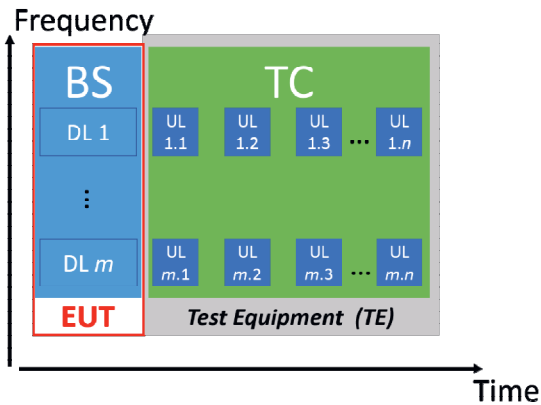 Frequency
BS
TC
DL 1
UL
1.1
UL
1.2
UL
1.3
...
UL
1.n
⋮
DL m
UL
m.1
UL
m.2
UL
m.3
...
UL
m.n
EUT
Test Equipment (TE)
Time